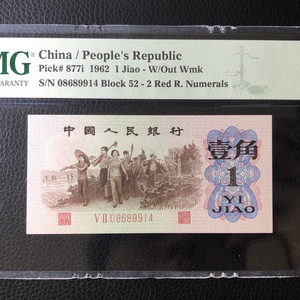 MG
RANTY
China / People's Republic
Pick# 877i 1962 1 Jiao - W/Out Wmk
S/N 08689914 Block 52 - 2 Red R. Numerals
中國人民銀行
壹角
1
YI
JIAO
VII 08689914